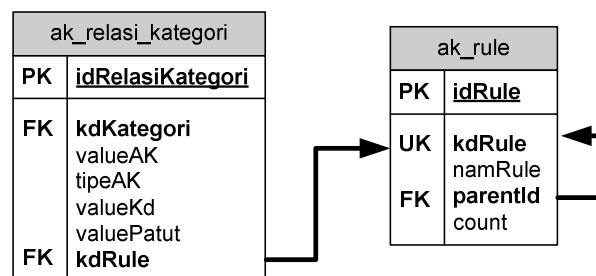 ak_relasi_kategori
PK idRelasiKategori
FK kdKategori
valueAK
tipeAK
valueKd
valuePatut
FK kdRule
ak_rule
PK idRule
UK kdRule
namRule
FK parentId
count